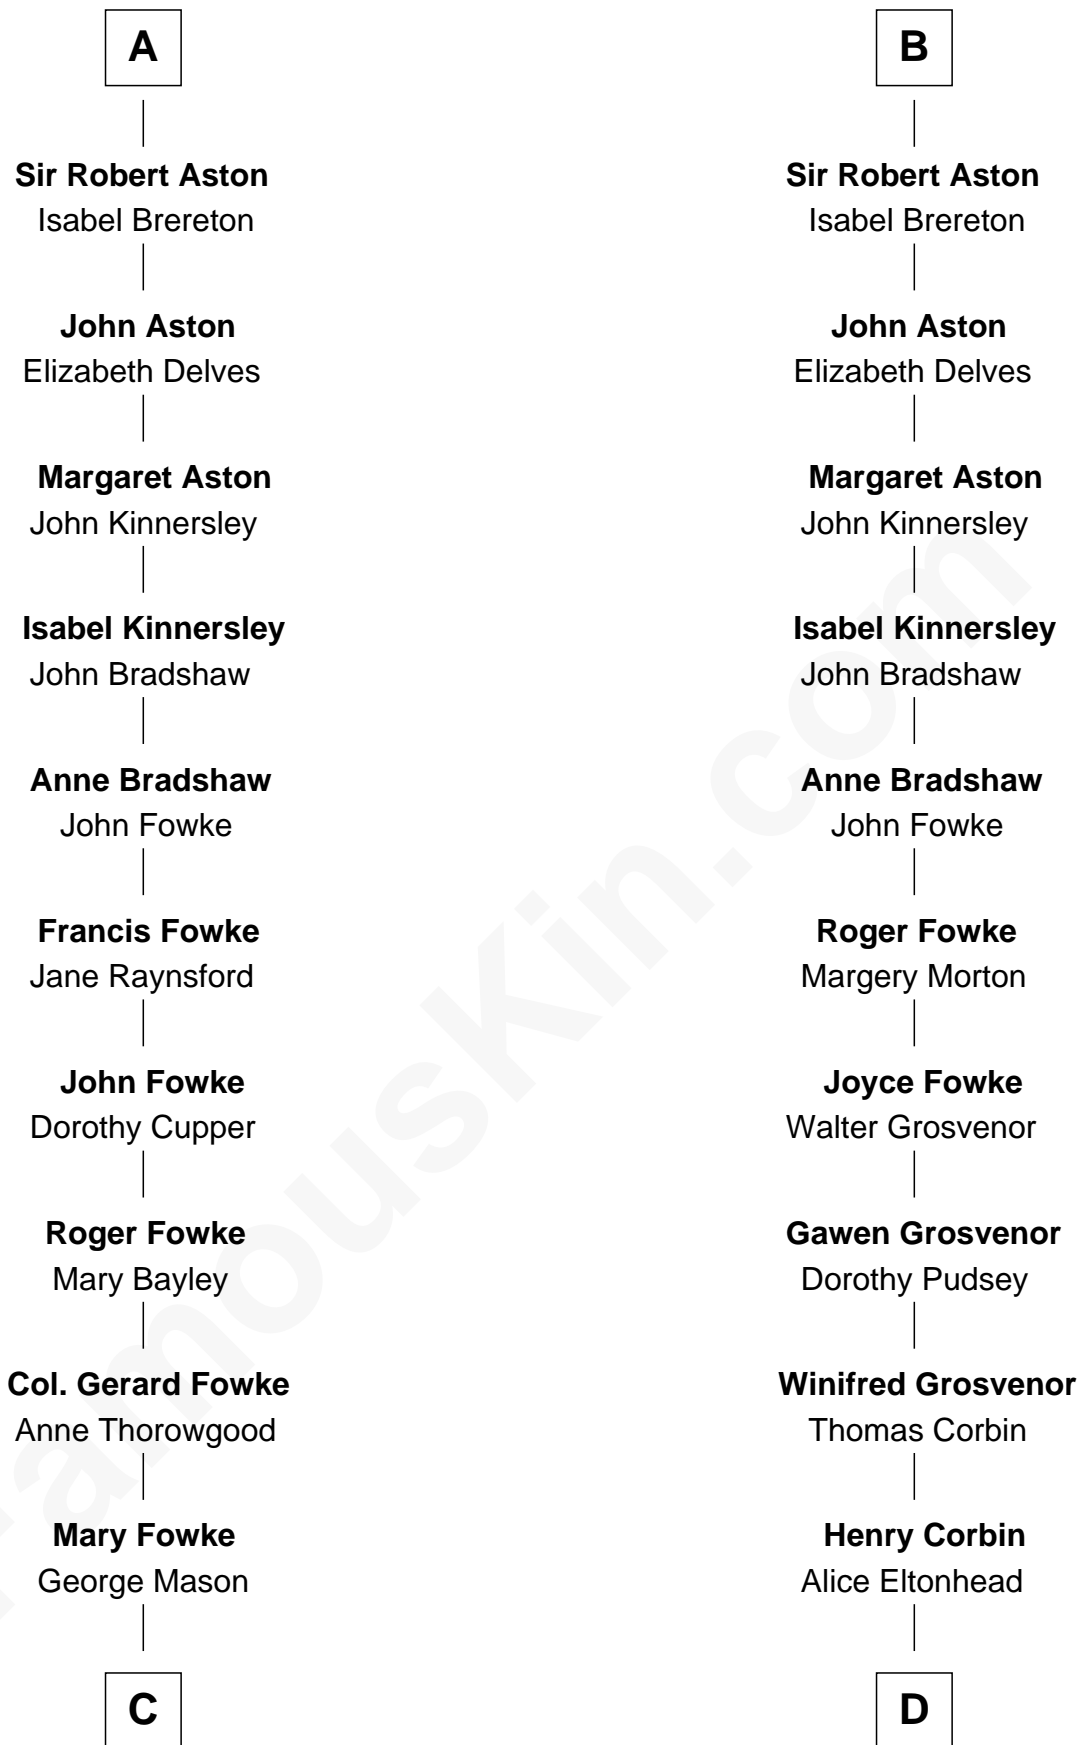 A
Sir Robert Aston
Isabel Brereton
John Aston
Elizabeth Delves
Margaret Aston
John Kinnersley
Isabel Kinnersley
John Bradshaw
Anne Bradshaw
John Fowke
Francis Fowke
Jane Raynsford
John Fowke
Dorothy Cupper
Roger Fowke
Mary Bayley
Col. Gerard Fowke
Anne Thorowgood
Mary Fowke
George Mason
C
B
Sir Robert Aston
Isabel Brereton
John Aston
Elizabeth Delves
Margaret Aston
John Kinnersley
Isabel Kinnersley
John Bradshaw
Anne Bradshaw
John Fowke
Roger Fowke
Margery Morton
Joyce Fowke
Walter Grosvenor
Gawen Grosvenor
Dorothy Pudsey
Winifred Grosvenor
Thomas Corbin
Henry Corbin
Alice Eltonhead
D
FamousKin.com